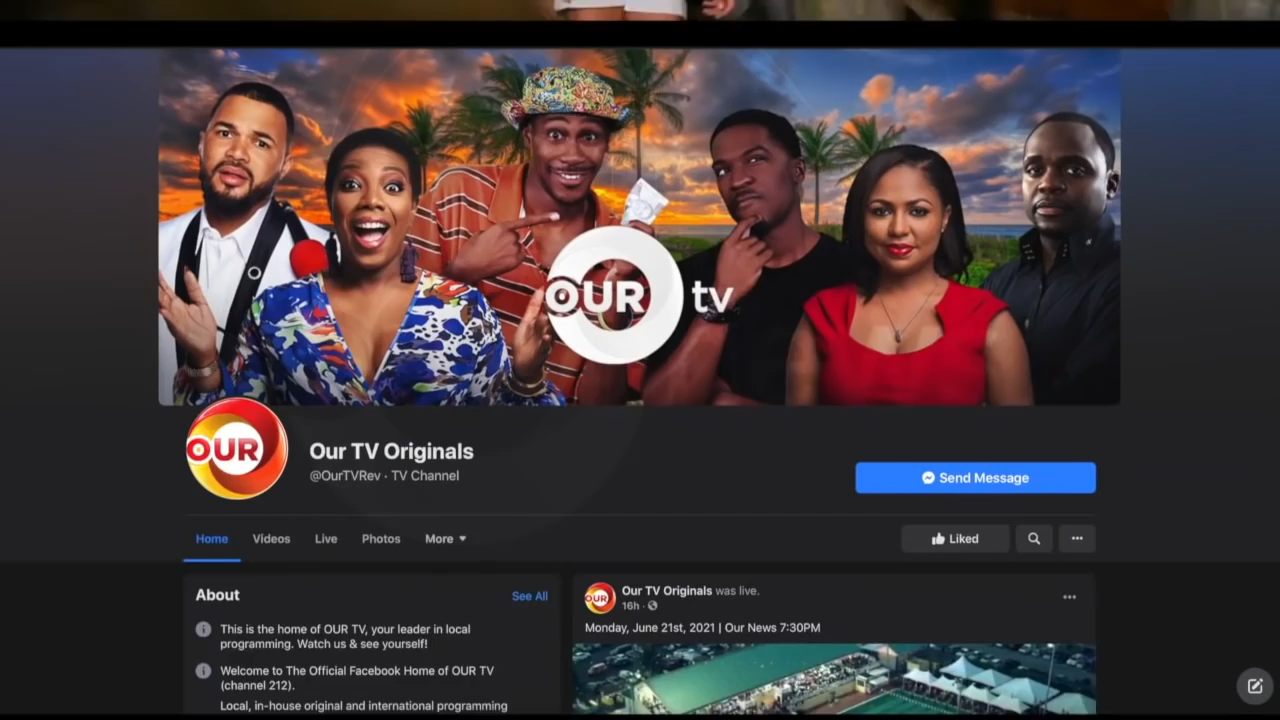 OUR tv
OUR
Our TV Originals
@OurTVRev · TV Channel
Send Message
Home
Videos
Live
Photos
More
Liked
About
See All
This is the home of OUR TV, your leader in local
programming. Watch us & see yourself!
Welcome to The Official Facebook Home of OUR TV
(channel 212).
Local, in-house original and international programming
OUR
Our TV Originals was live.
16h ·
Monday, June 21st, 2021 | Our News 7:30PM